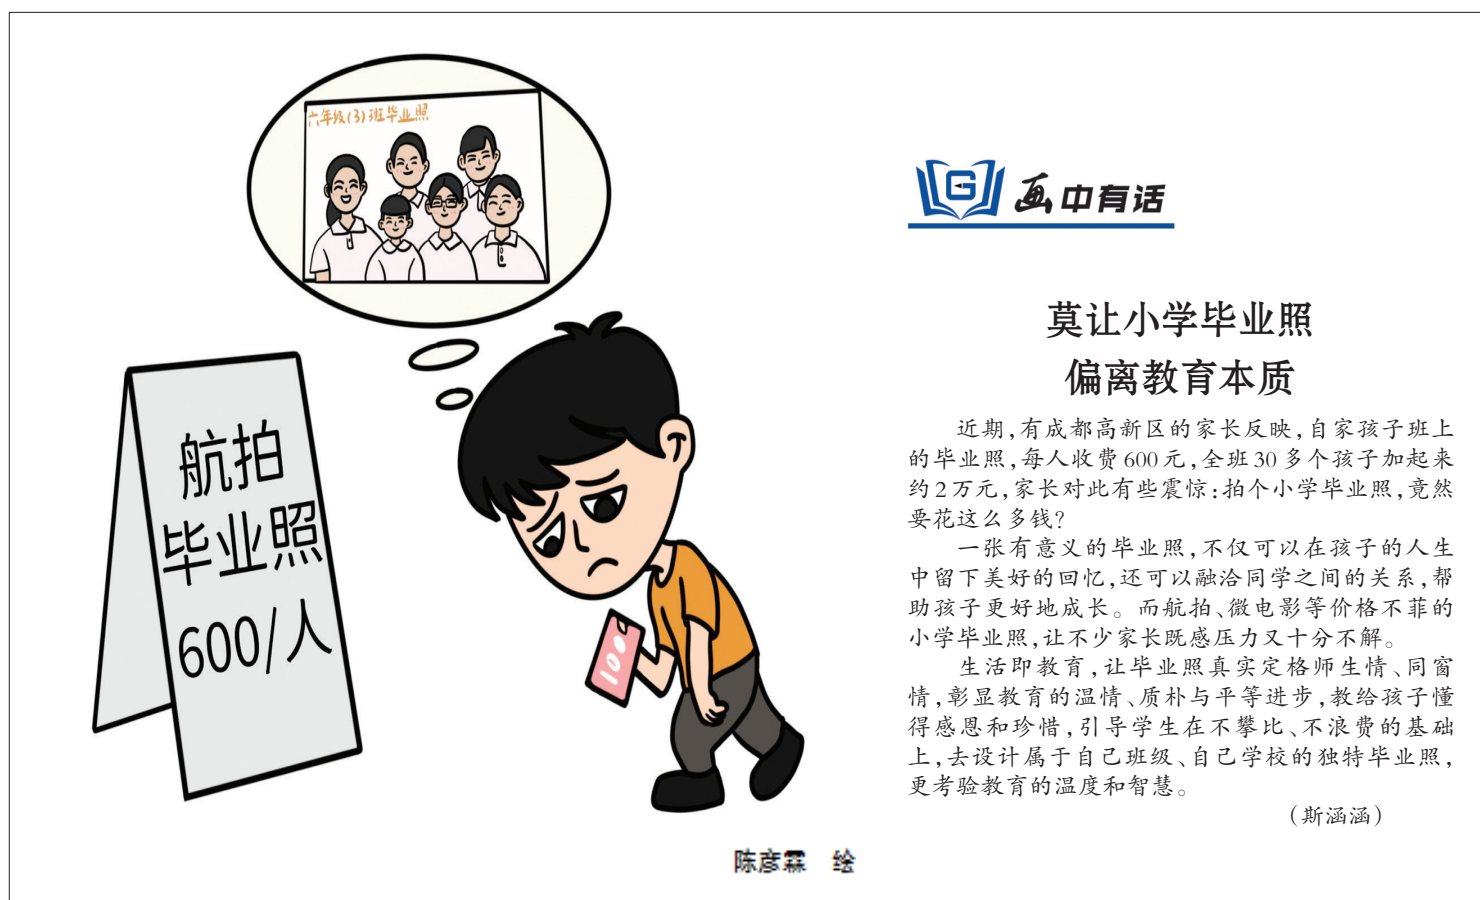 六年级(3)班毕业照
航拍
毕业照
600/人
100
G
画中有话
莫让小学毕业照
偏离教育本质
近期,有成都高新区的家长反映,自家孩子班上
的毕业照,每人收费600元,全班30多个孩子加起来
约2万元,家长对此有些震惊:拍个小学毕业照,竟然
要花这么多钱?
一张有意义的毕业照,不仅可以在孩子的人生
中留下美好的回忆,还可以融洽同学之间的关系,帮
助孩子更好地成长。而航拍、微电影等价格不菲的
小学毕业照,让不少家长既感压力又十分不解。
生活即教育,让毕业照真实定格师生情、同窗
情,彰显教育的温情、质朴与平等进步,教给孩子懂
得感恩和珍惜,引导学生在不攀比、不浪费的基础
上,去设计属于自己班级、自己学校的独特毕业照,
更考验教育的温度和智慧。
(斯涵涵)
陈彦霖 绘